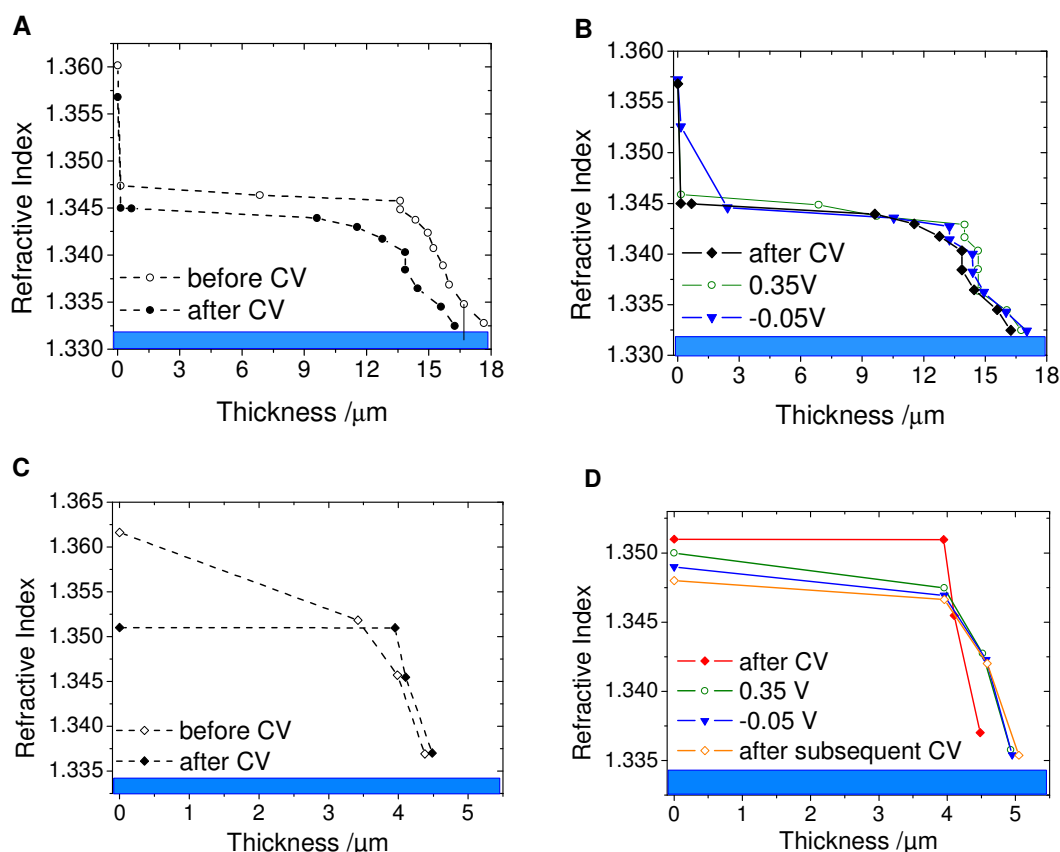 A
1.360
1.355
1.350
1.345
1.340
1.335
1.330
Refractive Index
before CV
after CV
0 3 6 9 12 15 18
Thickness /μm
B
1.360
1.355
1.350
1.345
1.340
1.335
1.330
Refractive Index
after CV
0.35V
-0.05V
0 3 6 9 12 15 18
Thickness /μm
C
1.365
1.360
1.355
1.350
1.345
1.340
1.335
Refractive Index
before CV
after CV
0 1 2 3 4 5
Thickness /μm
D
1.350
1.345
1.340
1.335
Refractive Index
after CV
0.35 V
-0.05 V
after subsequent CV
0 1 2 3 4 5
Thickness /μm